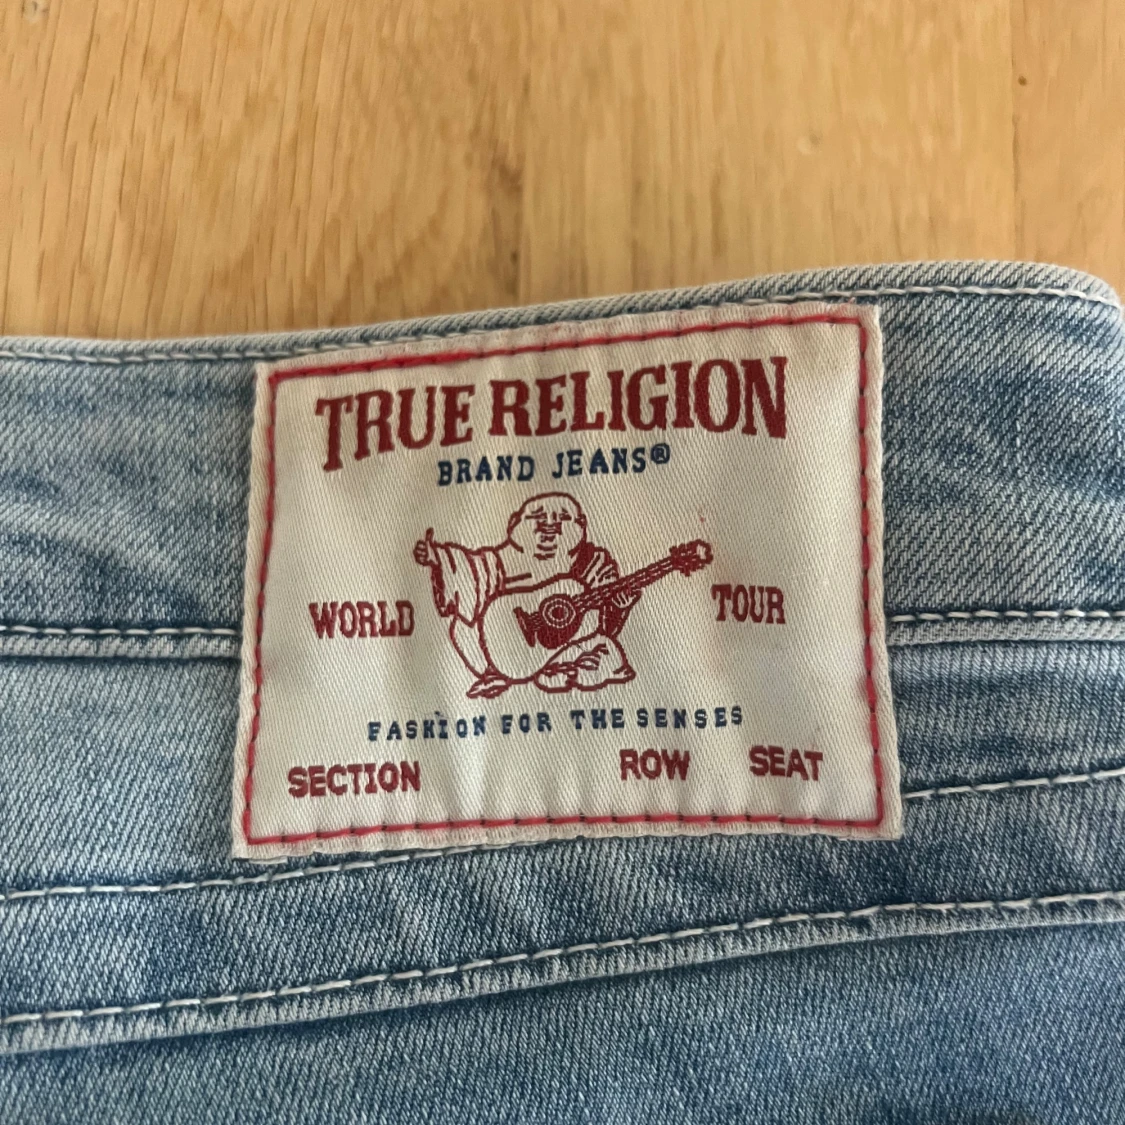 TRUE RELIGION
BRAND JEANS®
WORLD TOUR
FASHION FOR THE SENSES
SECTION ROW SEAT